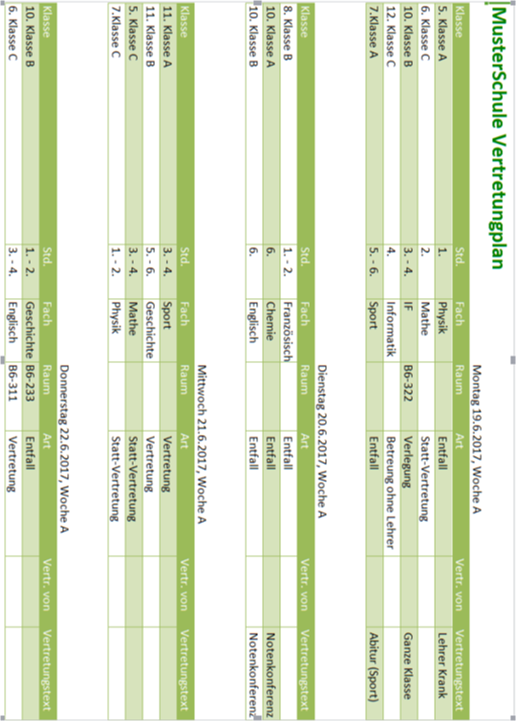 MusterSchule Vertretungplan
Montag 19.6.2017, Woche A
Klasse Std. Fach Raum Art Vertr. von Vertretungstext
5. Klasse A 1. Physik Entfall Lehrer Krank
6. Klasse C 2. Mathe Statt-Vertretung
10. Klasse B 3. - 4. IF B6-322 Verlegung Ganze Klasse
12. Klasse C 4. Informatik Betreung ohne Lehrer
7.Klasse A 5. - 6. Sport Entfall Abitur (Sport)
Dienstag 20.6.2017, Woche A
Klasse Std. Fach Raum Art Vertr. von Vertretungstext
8. Klasse B 1. - 2. Französisch Entfall
10. Klasse A 6. Chemie Entfall Notenkonferenz
10. Klasse B 6. Englisch Entfall Notenkonferenz
Mittwoch 21.6.2017, Woche A
Klasse Std. Fach Raum Art Vertr. von Vertretungstext
11. Klasse A 3. - 4. Sport Vertretung
11. Klasse B 5. - 6. Geschichte Vertretung
5. Klasse C 3. - 4. Mathe Statt-Vertretung
7.Klasse C 1. - 2. Physik Statt-Vertretung
Donnerstag 22.6.2017, Woche A
Klasse Std. Fach Raum Art Vertr. von Vertretungstext
10. Klasse B 1. - 2. Geschichte B6-233 Entfall
6. Klasse C 3. - 4. Englisch B6-311 Vertretung